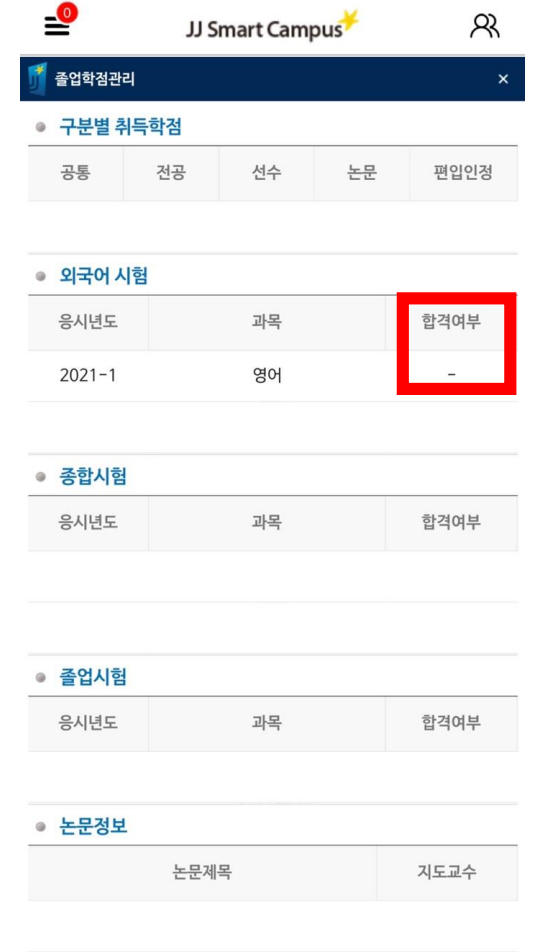 0
JJ Smart Campus
졸업학점관리 ×
구분별 취득학점
공통 전공 선수 논문 편입인정
외국어 시험
응시년도 과목 합격여부
2021-1 영어 -
종합시험
응시년도 과목 합격여부
졸업시험
응시년도 과목 합격여부
논문정보
논문제목 지도교수